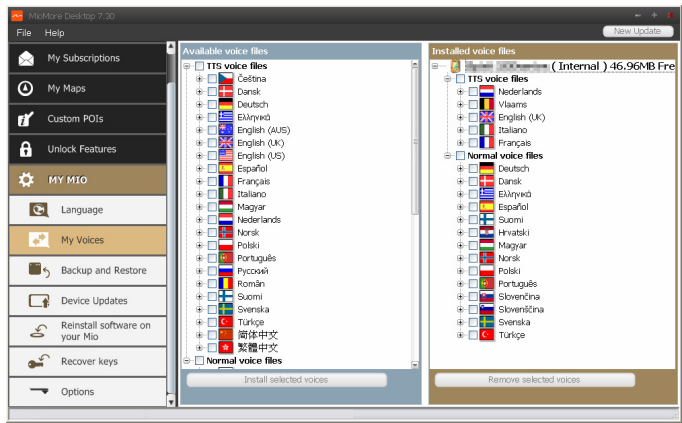 MioMore Desktop 7.30
File Help
New Update
My Subscriptions
My Maps
Custom POIs
Unlock Features
MY MIO
Language
My Voices
Backup and Restore
Device Updates
Reinstall software on
your Mio
Recover keys
Options
Available voice files
TTS voice files
Čeština
Dansk
Deutsch
Ελληνικά
English (AUS)
English (UK)
English (US)
Español
Français
Italiano
Magyar
Nederlands
Norsk
Polski
Português
Русский
Român
Suomi
Svenska
Türkçe
简体中文
繁體中文
Normal voice files
Install selected voices
Installed voice files
( Internal ) 46.96MB Fre
TTS voice files
Nederlands
Vlaams
English (UK)
Italiano
Français
Normal voice files
Deutsch
Dansk
Ελληνικά
Español
Suomi
Hrvatski
Magyar
Norsk
Polski
Português
Slovenčina
Slovenščina
Svenska
Türkçe
Remove selected voices